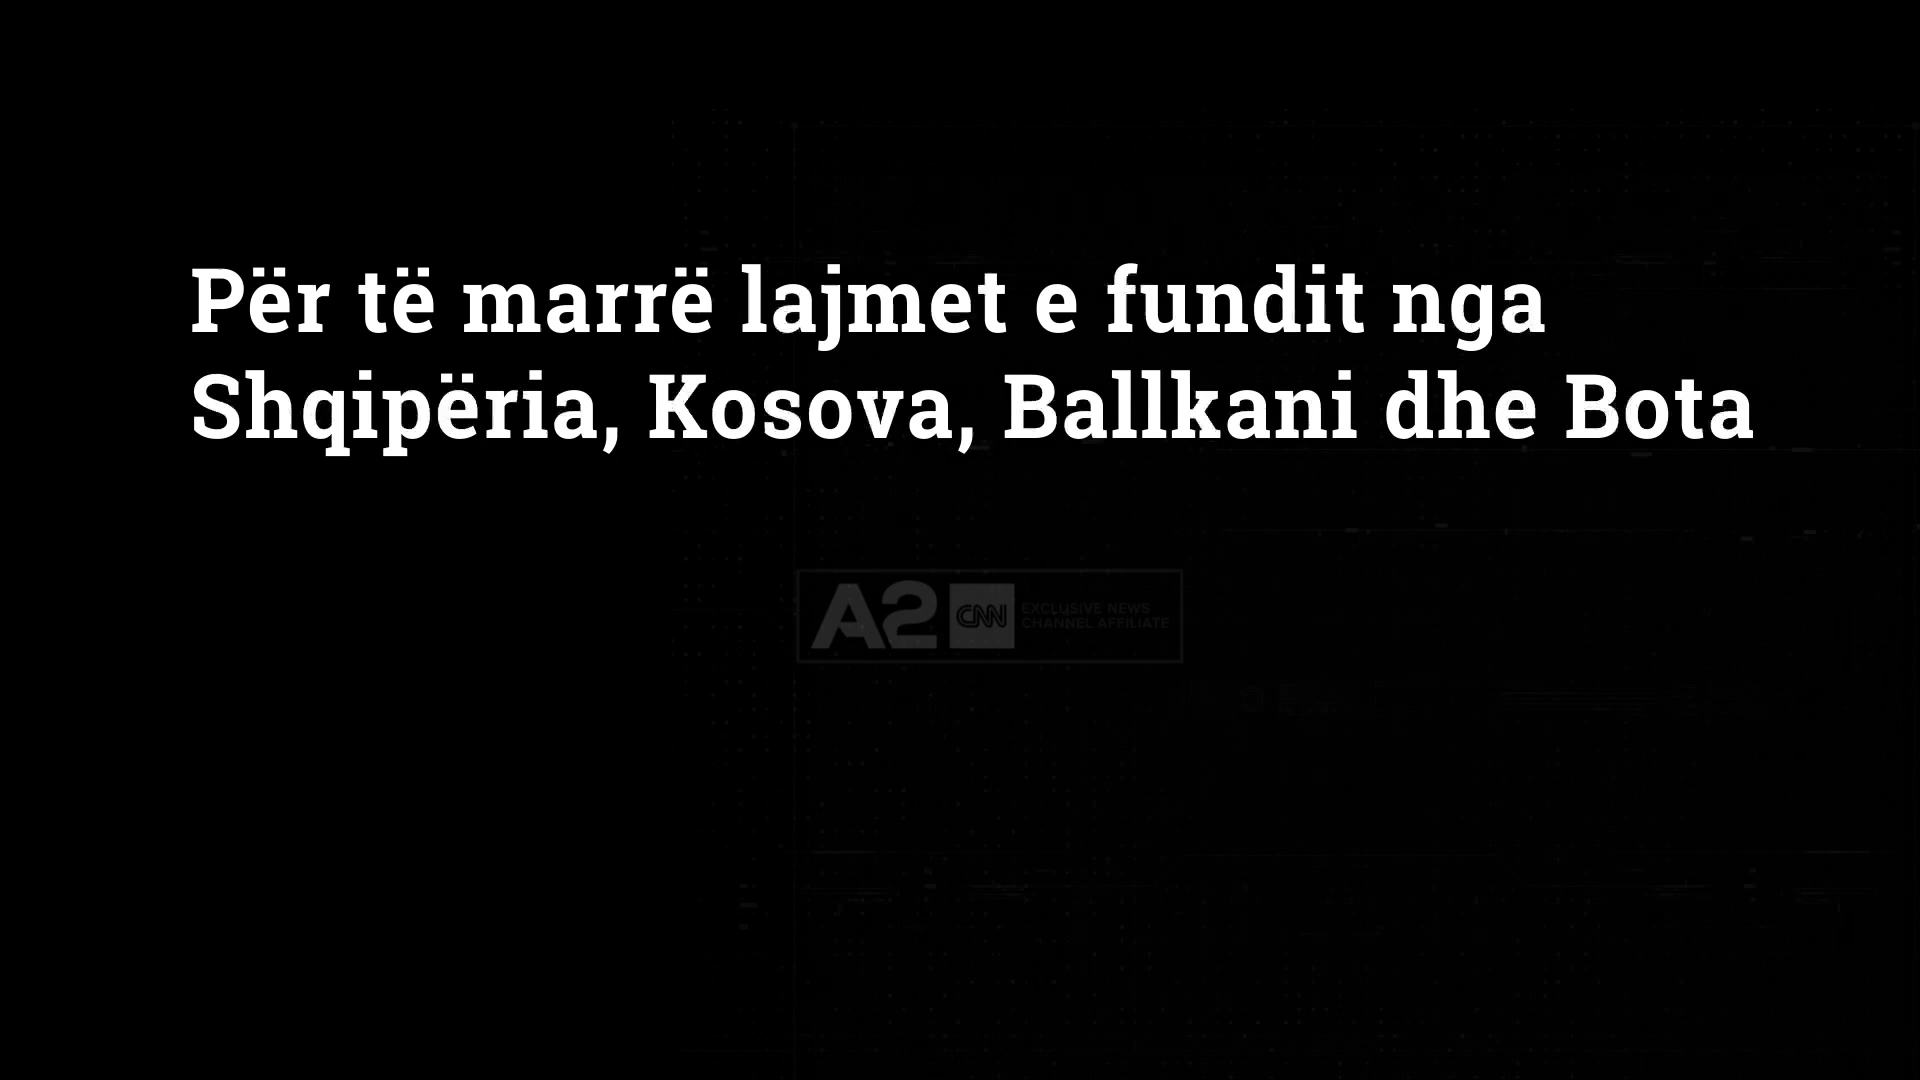 Për të marrë lajmet e fundit nga
Shqipëria, Kosova, Ballkani dhe Bota
A2 CNN EXCLUSIVE NEWS
CHANNEL AFFILIATE